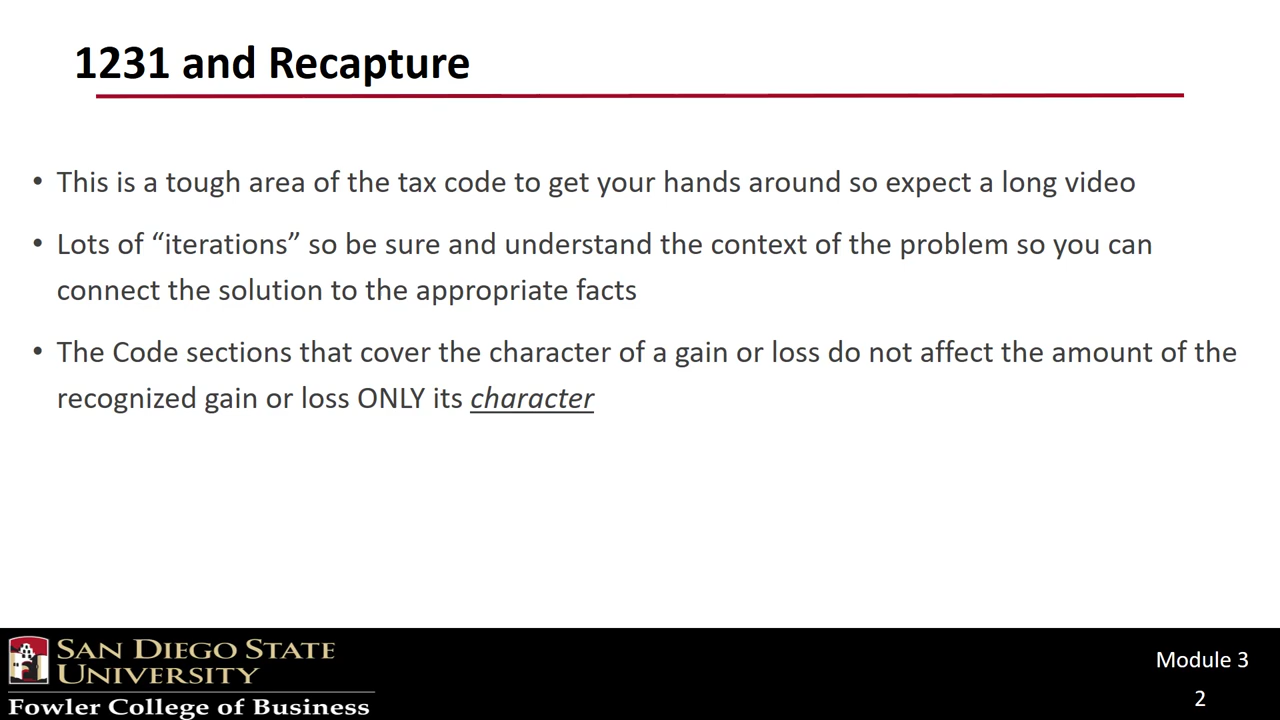 1231 and Recapture
• This is a tough area of the tax code to get your hands around so expect a long video
• Lots of “iterations” so be sure and understand the context of the problem so you can
connect the solution to the appropriate facts
• The Code sections that cover the character of a gain or loss do not affect the amount of the
recognized gain or loss ONLY its character
SAN DIEGO STATE
UNIVERSITY
Fowler College of Business
Module 3
2